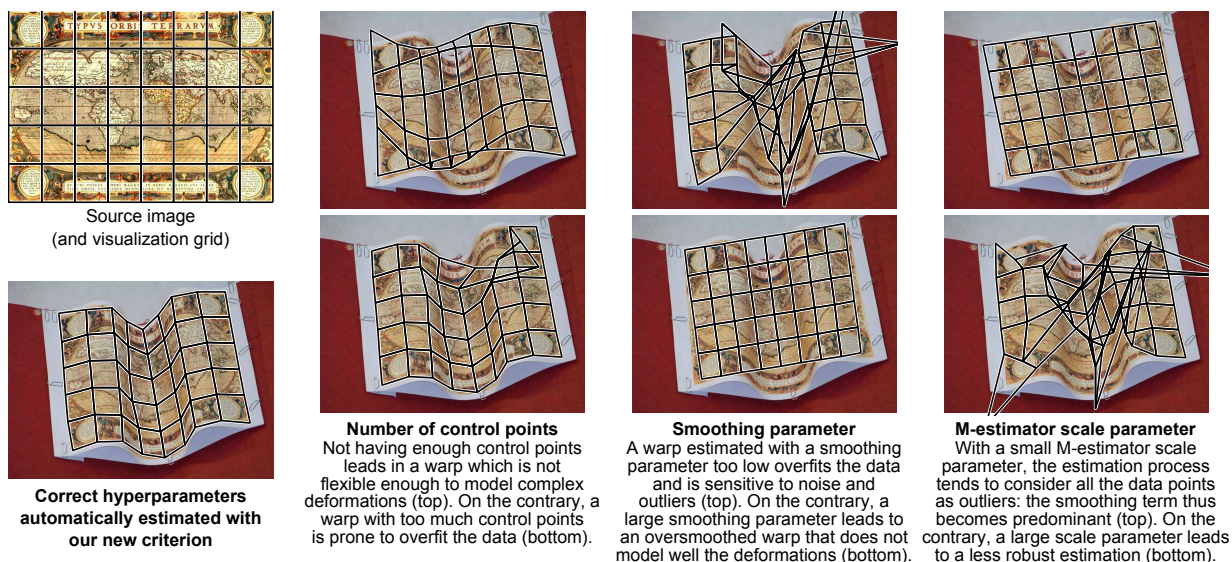 TYPVS ORBIS TERRARVM
Source image
(and visualization grid)
Correct hyperparameters
automatically estimated with
our new criterion
Number of control points
Not having enough control points
leads in a warp which is not
flexible enough to model complex
deformations (top). On the contrary, a
warp with too much control points
is prone to overfit the data (bottom).
Smoothing parameter
A warp estimated with a smoothing
parameter too low overfits the data
and is sensitive to noise and
outliers (top). On the contrary, a
large smoothing parameter leads to
an oversmoothed warp that does not
model well the deformations (bottom).
M-estimator scale parameter
With a small M-estimator scale
parameter, the estimation process
tends to consider all the data points
as outliers: the smoothing term thus
becomes predominant (top). On the
contrary, a large scale parameter leads
to a less robust estimation (bottom).